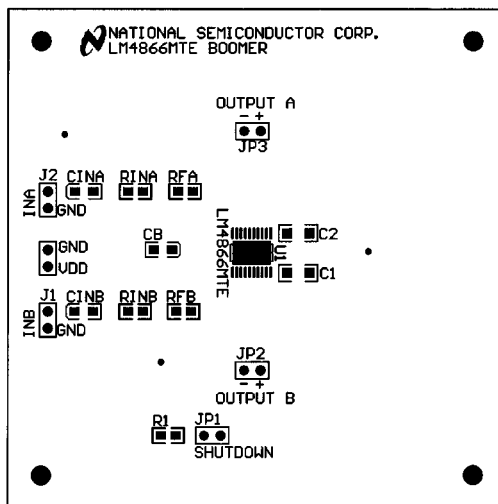 NATIONAL SEMICONDUCTOR CORP.
LM4866MTE BOOMER
OUTPUT A
- +
JP3
J2
CINA
RINA
RFA
INA
GND
GND
VDD
CB
LM4866MTE
U1
C2
C1
J1
CINB
RINB
RFB
INB
GND
JP2
- +
OUTPUT B
R1
JP1
SHUTDOWN